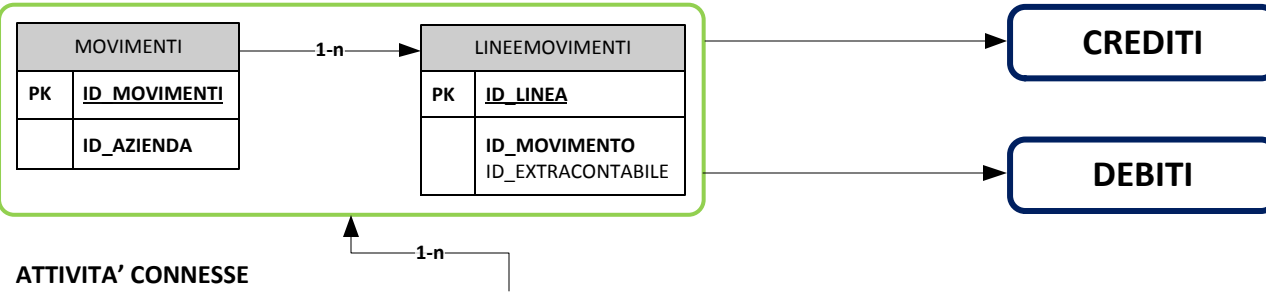 MOVIMENTI
PK ID_MOVIMENTI
ID_AZIENDA
1-n
LINEEMOVIMENTI
PK ID_LINEA
ID_MOVIMENTO
ID_EXTRACONTABILE
CREDITI
DEBITI
1-n
ATTIVITA’ CONNESSE